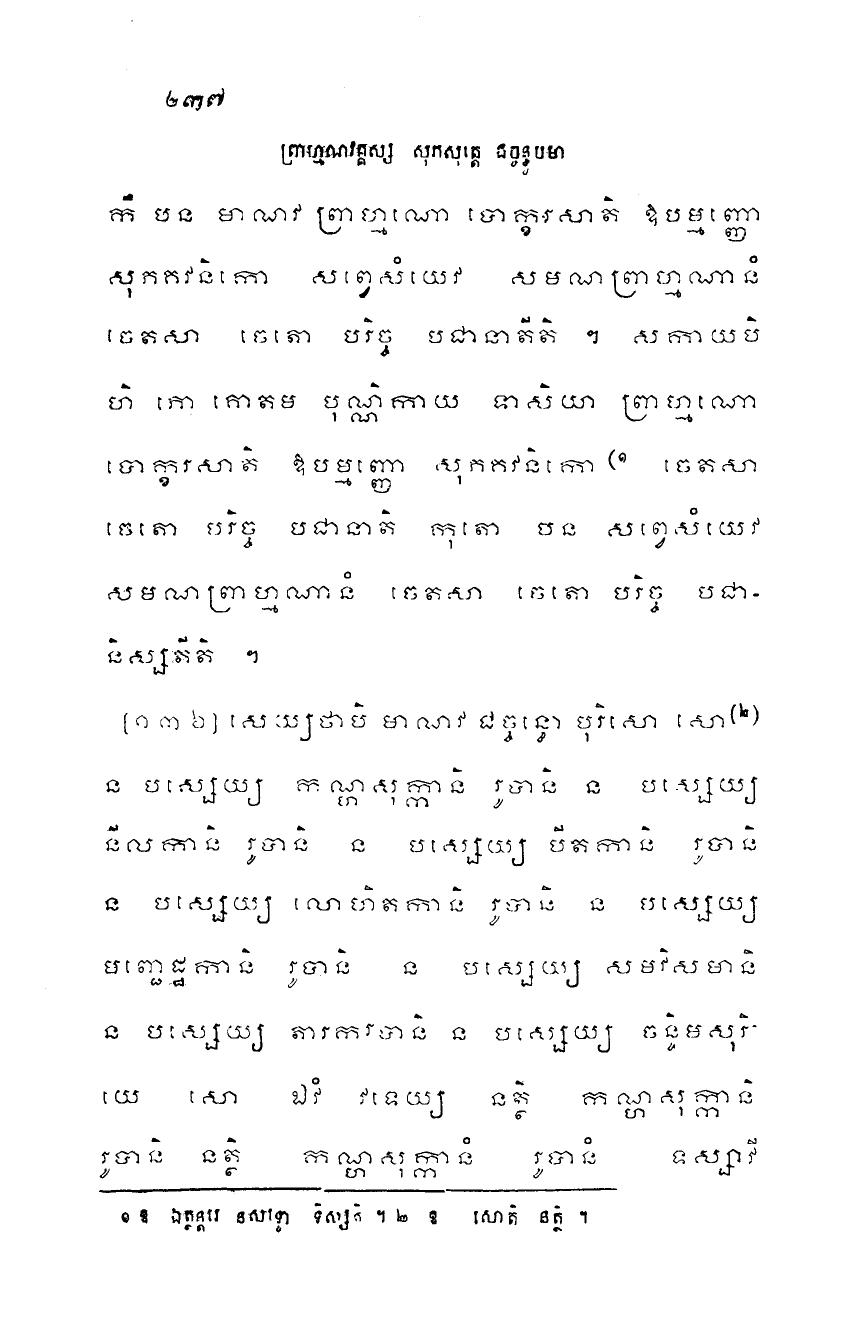 ២៣៧
ព្រាហ្មណវគ្គស្ស សុភសុត្តេ ជច្ចន្ធូបមា
កឹ បន មាណវ ព្រាហ្មណោ បោក្ខរសាតិ ឱបមញ្ញោ
សុភកវនិកោ សព្វេសំយេវ សមណព្រាហ្មណានំ
ចេតសា ចេតោ បរិច្ច បជានាតីតិ ។ សកាយបិ
ហិ ភោ គោតម បុណ្ណិកាយ ទាសិយា ព្រាហ្មណោ
បោក្ខរសាតិ ឱបមញ្ញោ សុភកវនិកោ (១ ចេតសា
ចេតោ បរិច្ច បជានាតិ កុតោ បន សព្វេសំយេវ
សមណព្រាហ្មណានំ ចេតសា ចេតោ បរិច្ច បជា-
និស្សតីតិ ។
[១៣៦] សេយ្យថាបិ មាណវ ជច្ចន្ធោ បុរិសោ សោ(២)
ន បស្សេយ្យ កណ្ហសុក្កានិ រូបានិ ន បស្សេយ្យ
នីលកានិ រូបានិ ន បស្សេយ្យ បីតកានិ រូបានិ
ន បស្សេយ្យ លោហិតកានិ រូបានិ ន បស្សេយ្យ
មញ្ជេដ្ឋកានិ រូបានិ ន បស្សេយ្យ សមវិសមានិ
ន បស្សេយ្យ តារករូបានិ ន បស្សេយ្យ ចន្ទិមសុរិ-
យេ សោ ឯវំ វទេយ្យ នត្ថិ កណ្ហសុក្កានិ
រូបានិ នត្ថិ កណ្ហសុក្កានំ រូបានំ ទស្សាវី
១ ឱ ឯត្ថន្តរេ នសទ្ទោ ទិស្សតិ ។ ២ ឱ សោតិ នត្ថិ ។